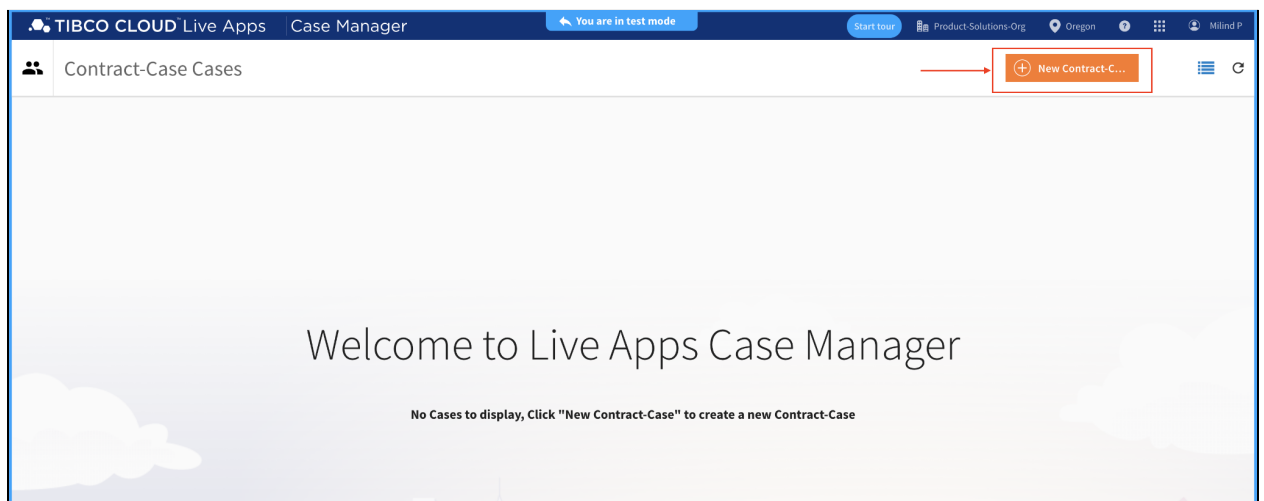 TIBCO CLOUD™ Live Apps Case Manager
You are in test mode
Start tour
Product-Solutions-Org
Oregon
?
Milind P
Contract-Case Cases
New Contract-C...
Welcome to Live Apps Case Manager
No Cases to display, Click "New Contract-Case" to create a new Contract-Case